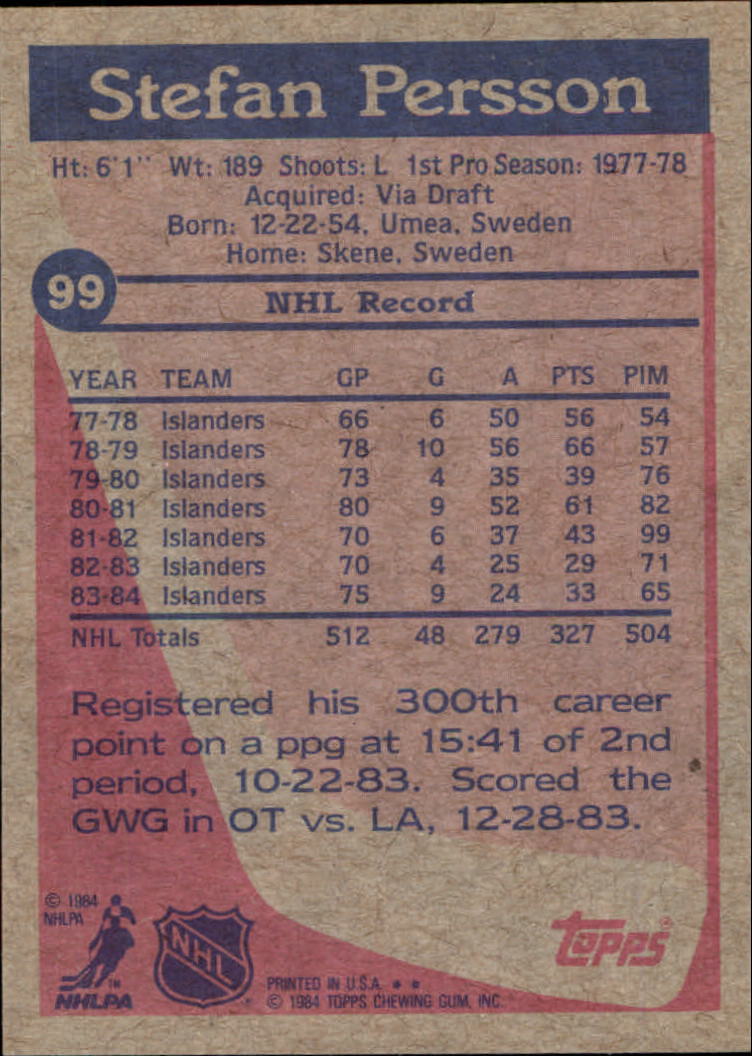 Stefan Persson
Ht: 6'1" Wt: 189 Shoots: L 1st Pro Season: 1977-78
Acquired: Via Draft
Born: 12-22-54, Umea, Sweden
Home: Skene, Sweden
99
NHL Record
YEAR TEAM GP G A PTS PIM
77-78 Islanders 66 6 50 56 54
78-79 Islanders 78 10 56 66 57
79-80 Islanders 73 4 35 39 76
80-81 Islanders 80 9 52 61 82
81-82 Islanders 70 6 37 43 99
82-83 Islanders 70 4 25 29 71
83-84 Islanders 75 9 24 33 65
NHL Totals 512 48 279 327 504
Registered his 300th career
point on a ppg at 15:41 of 2nd
period, 10-22-83. Scored the
GWG in OT vs. LA, 12-28-83.
© 1984
NHLPA
TM
NHLPA
NHL
PRINTED IN U.S.A. * *
© 1984 TOPPS CHEWING GUM, INC.
topps®